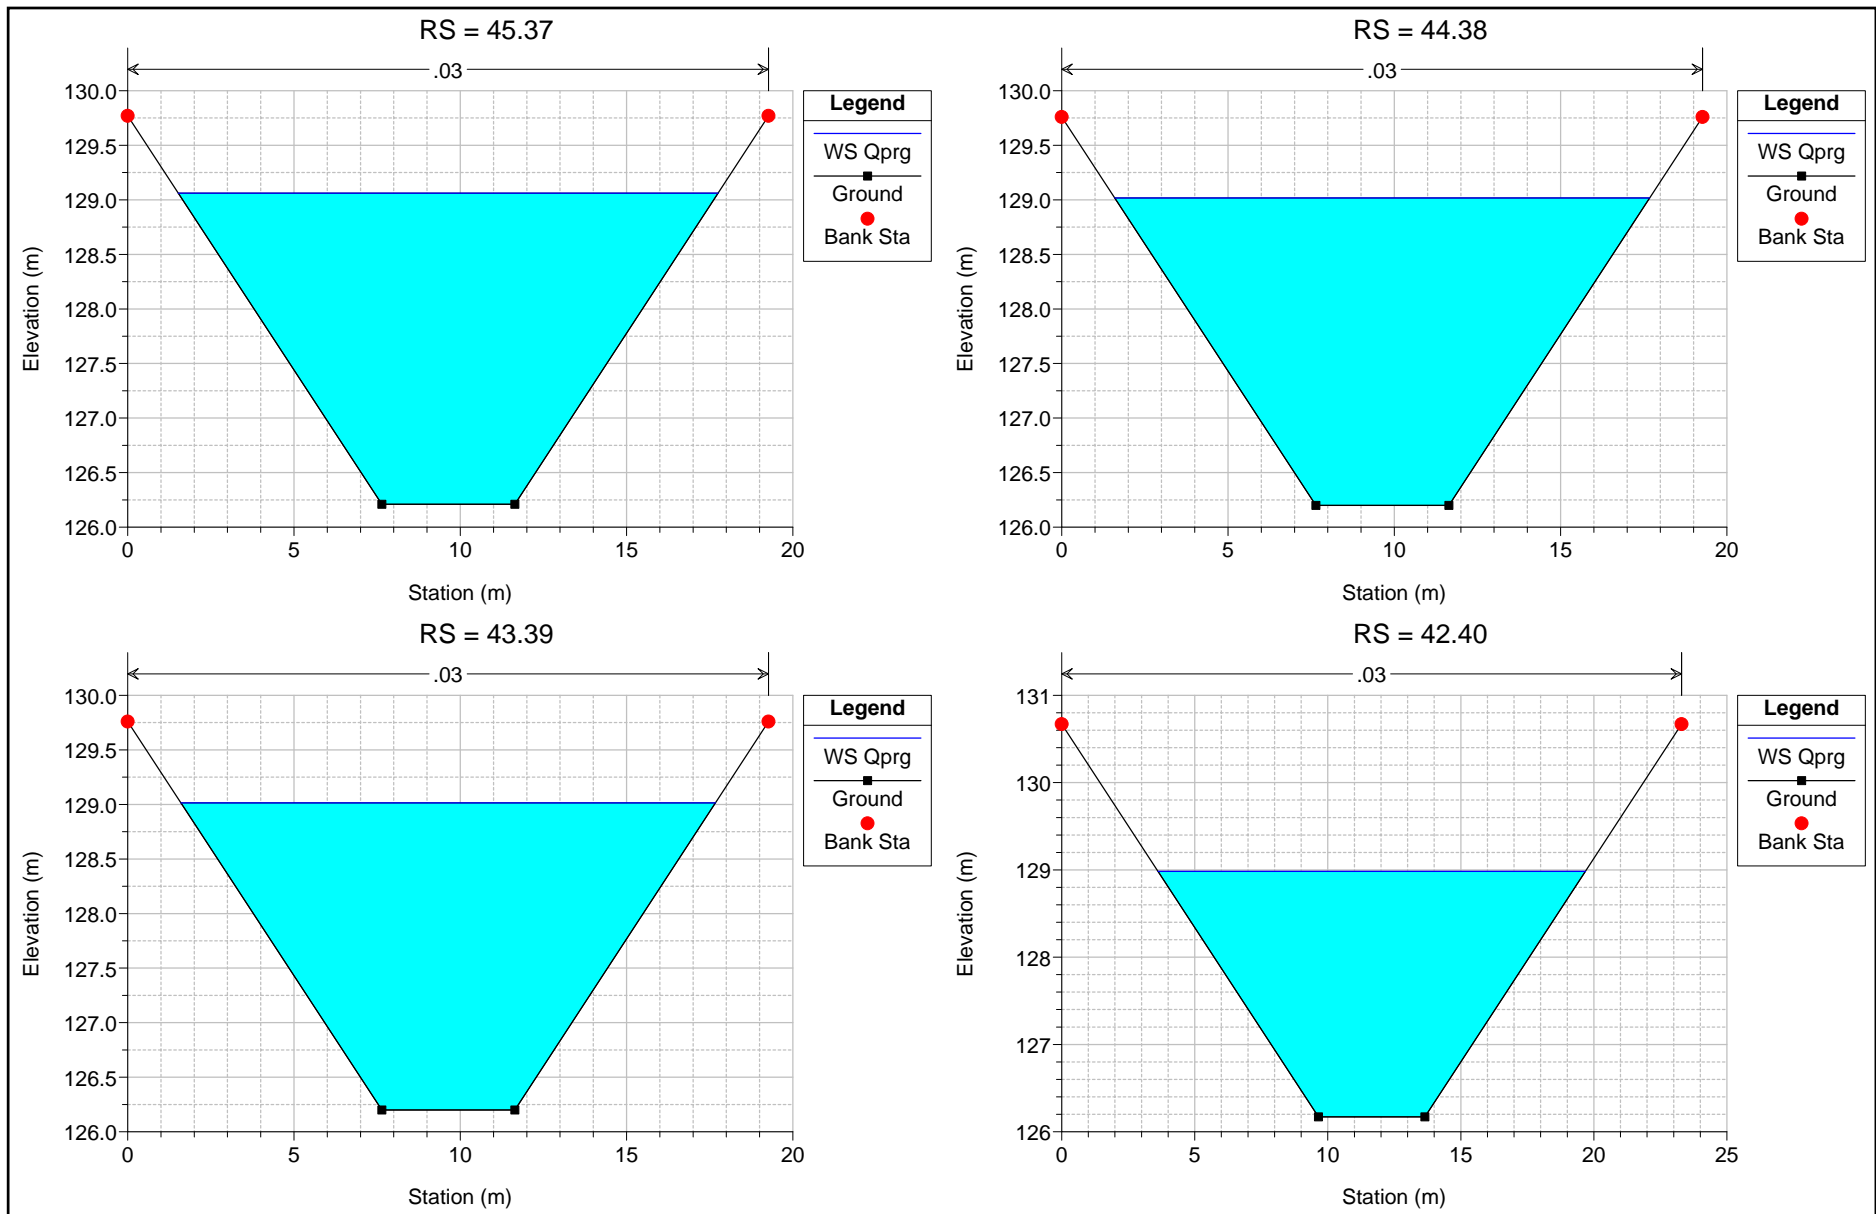 RS = 45.37
.03
130.0
129.5
129.0
128.5
128.0
127.5
127.0
126.5
126.0
0 5 10 15 20
Elevation (m)
Station (m)
Legend
WS Qprg
Ground
Bank Sta
RS = 44.38
.03
130.0
129.5
129.0
128.5
128.0
127.5
127.0
126.5
126.0
0 5 10 15 20
Elevation (m)
Station (m)
Legend
WS Qprg
Ground
Bank Sta
RS = 43.39
.03
130.0
129.5
129.0
128.5
128.0
127.5
127.0
126.5
126.0
0 5 10 15 20
Elevation (m)
Station (m)
Legend
WS Qprg
Ground
Bank Sta
RS = 42.40
.03
131
130
129
128
127
126
0 5 10 15 20 25
Elevation (m)
Station (m)
Legend
WS Qprg
Ground
Bank Sta